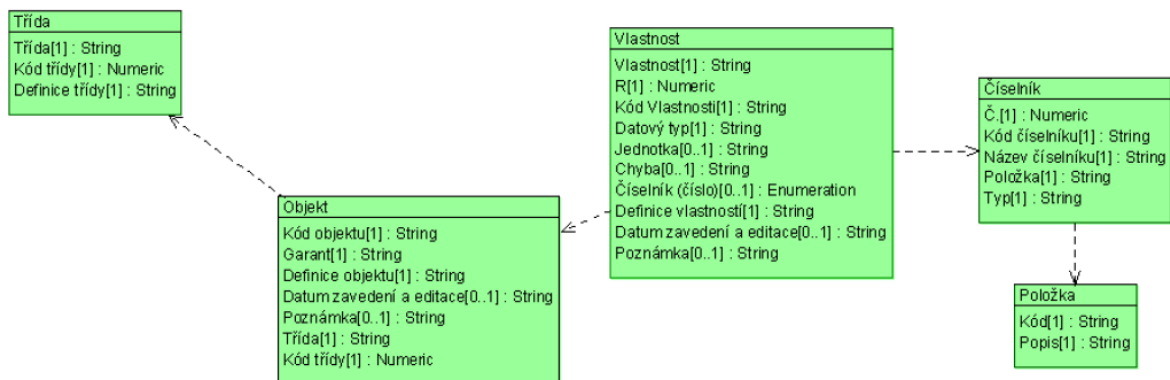 Třída
Třída[1] : String
Kód třídy[1] : Numeric
Definice třídy[1] : String
Objekt
Kód objektu[1] : String
Garant[1] : String
Definice objektu[1] : String
Datum zavedení a editace[0..1] : String
Poznámka[0..1] : String
Třída[1] : String
Kód třídy[1] : Numeric
Vlastnost
Vlastnost[1] : String
R[1] : Numeric
Kód Vlastnosti[1] : String
Datový typ[1] : String
Jednotka[0..1] : String
Chyba[0..1] : String
Číselník (číslo)[0..1] : Enumeration
Definice vlastností[1] : String
Datum zavedení a editace[0..1] : String
Poznámka[0..1] : String
Číselník
Č.[1] : Numeric
Kód číselníku[1] : String
Název číselníku[1] : String
Položka[1] : String
Typ[1] : String
Položka
Kód[1] : String
Popis[1] : String